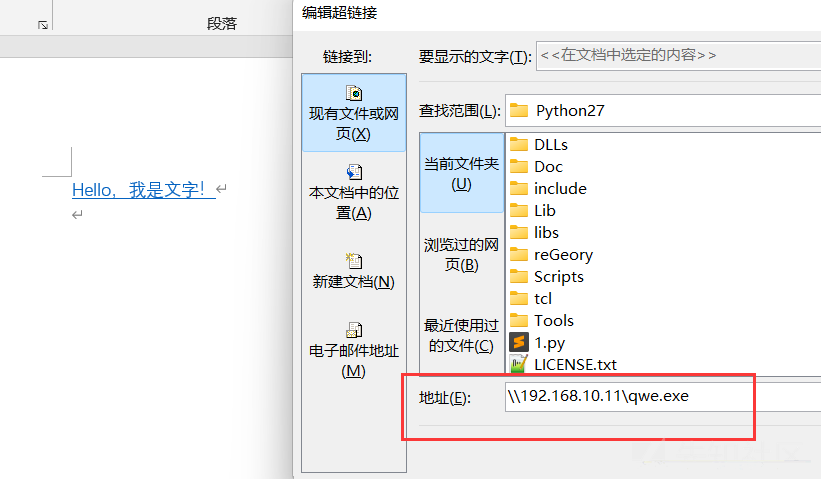 编辑超链接
段落
链接到:
要显示的文字(T):
<<在文档中选定的内容>>
现有文件或网
页(X)
查找范围(L):
Python27
当前文件夹
(U)
DLLs
Doc
include
Lib
libs
reGeory
Scripts
tcl
Tools
1.py
LICENSE.txt
Hello，我是文字！
本文档中的位
置(A)
浏览过的网
页(B)
新建文档(N)
最近使用过
的文件(C)
电子邮件地址
(M)
地址(E):
\\192.168.10.11\qwe.exe